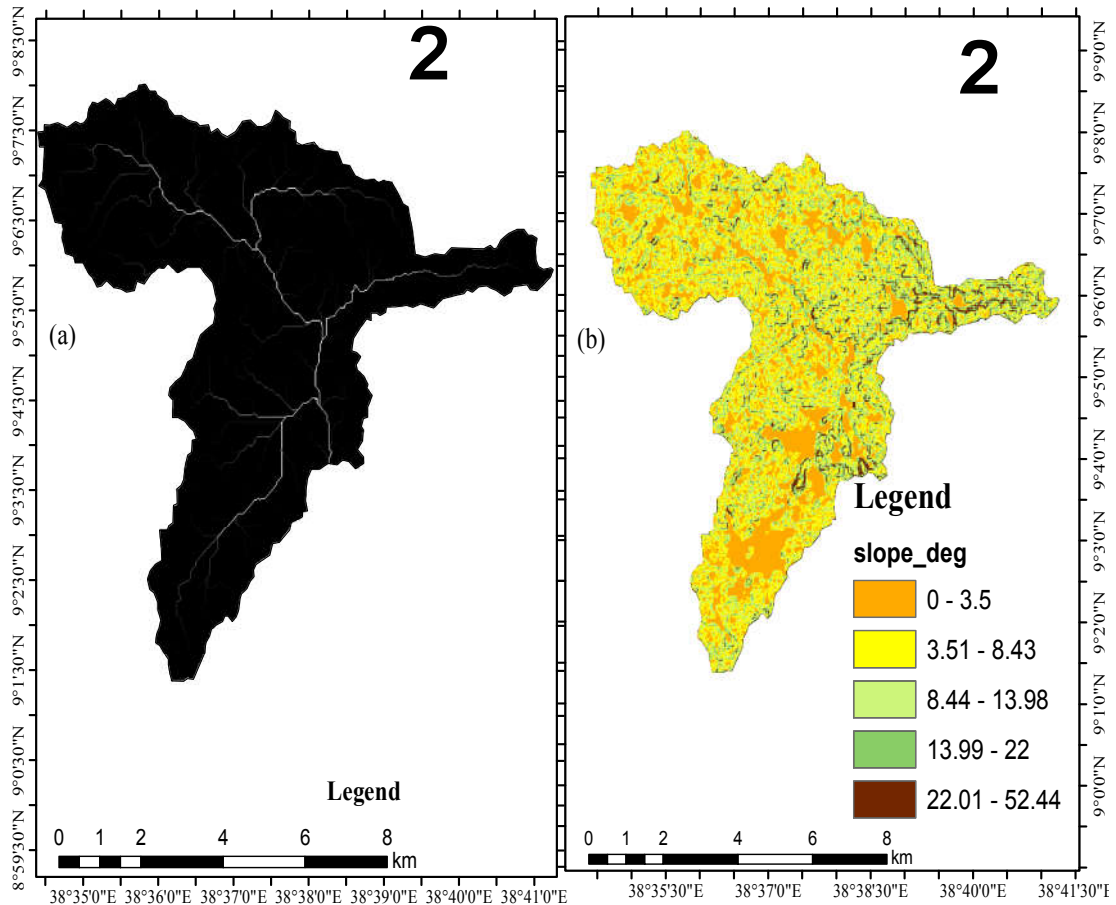 2
9°8'30"N
9°7'30"N
9°6'30"N
9°5'30"N
9°4'30"N
9°3'30"N
9°2'30"N
9°1'30"N
9°0'30"N
8°59'30"N
(a)
Legend
0 1 2 4 6 8
km
38°35'0"E 38°36'0"E 38°37'0"E 38°38'0"E 38°39'0"E 38°40'0"E 38°41'0"E
2
(b)
9°9'0"N
9°8'0"N
9°7'0"N
9°6'0"N
9°5'0"N
9°4'0"N
9°3'0"N
9°2'0"N
9°1'0"N
9°0'0"N
Legend
slope_deg
0 - 3.5
3.51 - 8.43
8.44 - 13.98
13.99 - 22
22.01 - 52.44
0 1 2 4 6 8
km
38°35'30"E 38°37'0"E 38°38'30"E 38°40'0"E 38°41'30"E